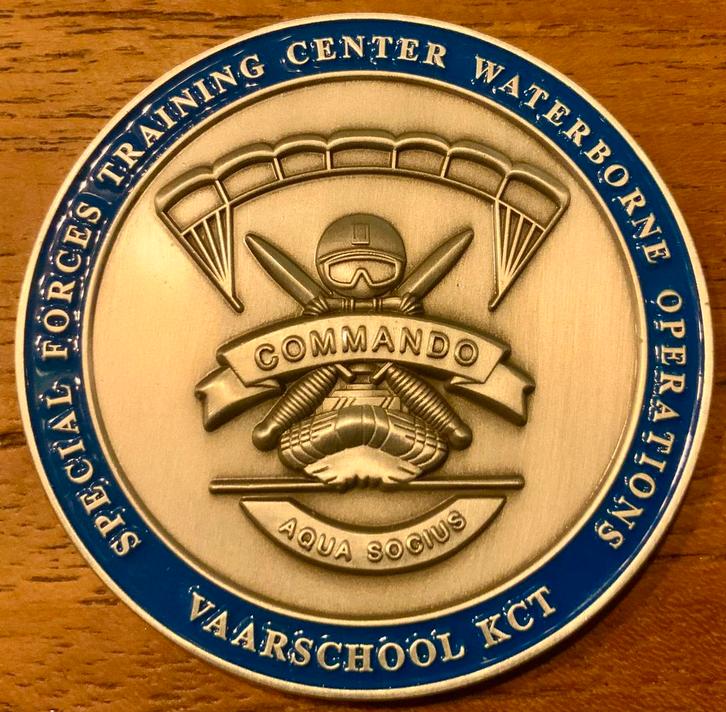 SPECIAL FORCES TRAINING CENTER WATERBORNE OPERATIONS
COMMANDO
AQUA SOCIUS
VAARSCHOOL KCT